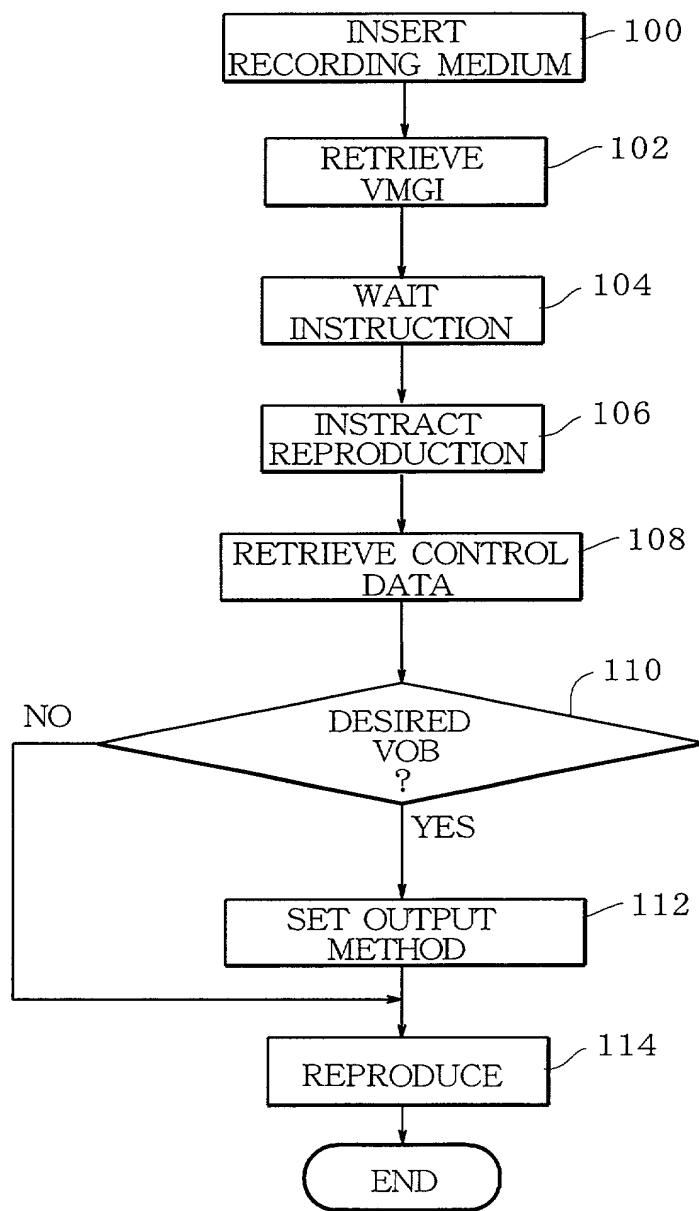 INSERT
RECORDING MEDIUM
100
RETRIEVE
VMGI
102
WAIT
INSTRUCTION
104
INSTRACT
REPRODUCTION
106
RETRIEVE CONTROL
DATA
108
110
NO
DESIRED
VOB
?
YES
SET OUTPUT
METHOD
112
REPRODUCE
114
END